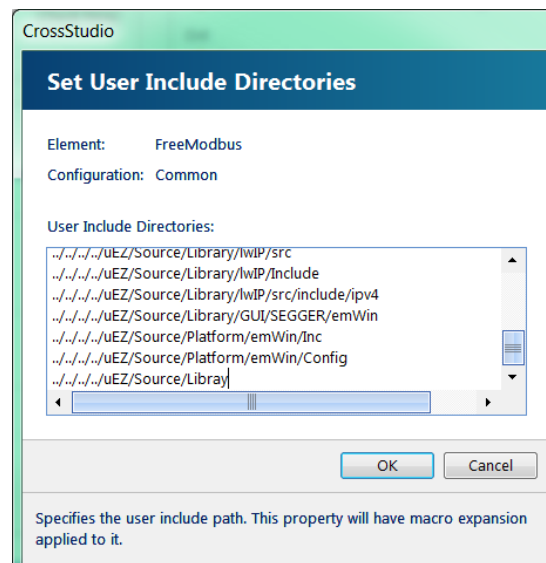 CrossStudio
Set User Include Directories
Element: FreeModbus
Configuration: Common
User Include Directories:
../../../../uEZ/Source/Library/lwIP/src
../../../../uEZ/Source/Library/lwIP/Include
../../../../uEZ/Source/Library/lwIP/src/include/ipv4
../../../../uEZ/Source/Library/GUI/SEGGER/emWin
../../../../uEZ/Source/Platform/emWin/Inc
../../../../uEZ/Source/Platform/emWin/Config
../../../../uEZ/Source/Libray
OK Cancel
Specifies the user include path. This property will have macro expansion
applied to it.